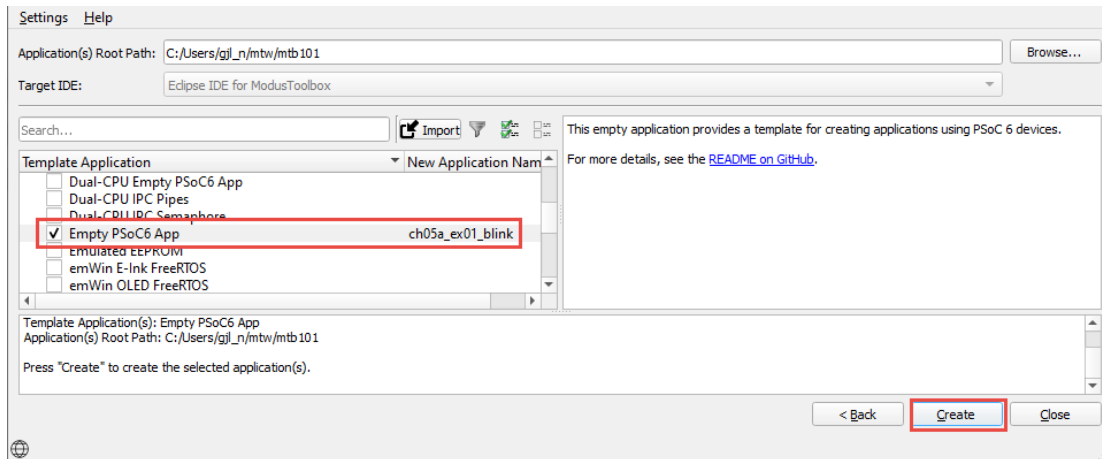 Settings Help
Application(s) Root Path: C:/Users/gjl_n/mtw/mtb101 Browse...
Target IDE: Eclipse IDE for ModusToolbox
Search... Import
This empty application provides a template for creating applications using PSoC 6 devices.
For more details, see the README on GitHub.
Template Application New Application Nam
Dual-CPU Empty PSoC6 App
Dual-CPU IPC Pipes
Dual-CPU IPC Semaphore
Empty PSoC6 App ch05a_ex01_blink
Emulated EEPROM
emWin E-Ink FreeRTOS
emWin OLED FreeRTOS
Template Application(s): Empty PSoC6 App
Application(s) Root Path: C:/Users/gjl_n/mtw/mtb101
Press "Create" to create the selected application(s).
< Back Create Close